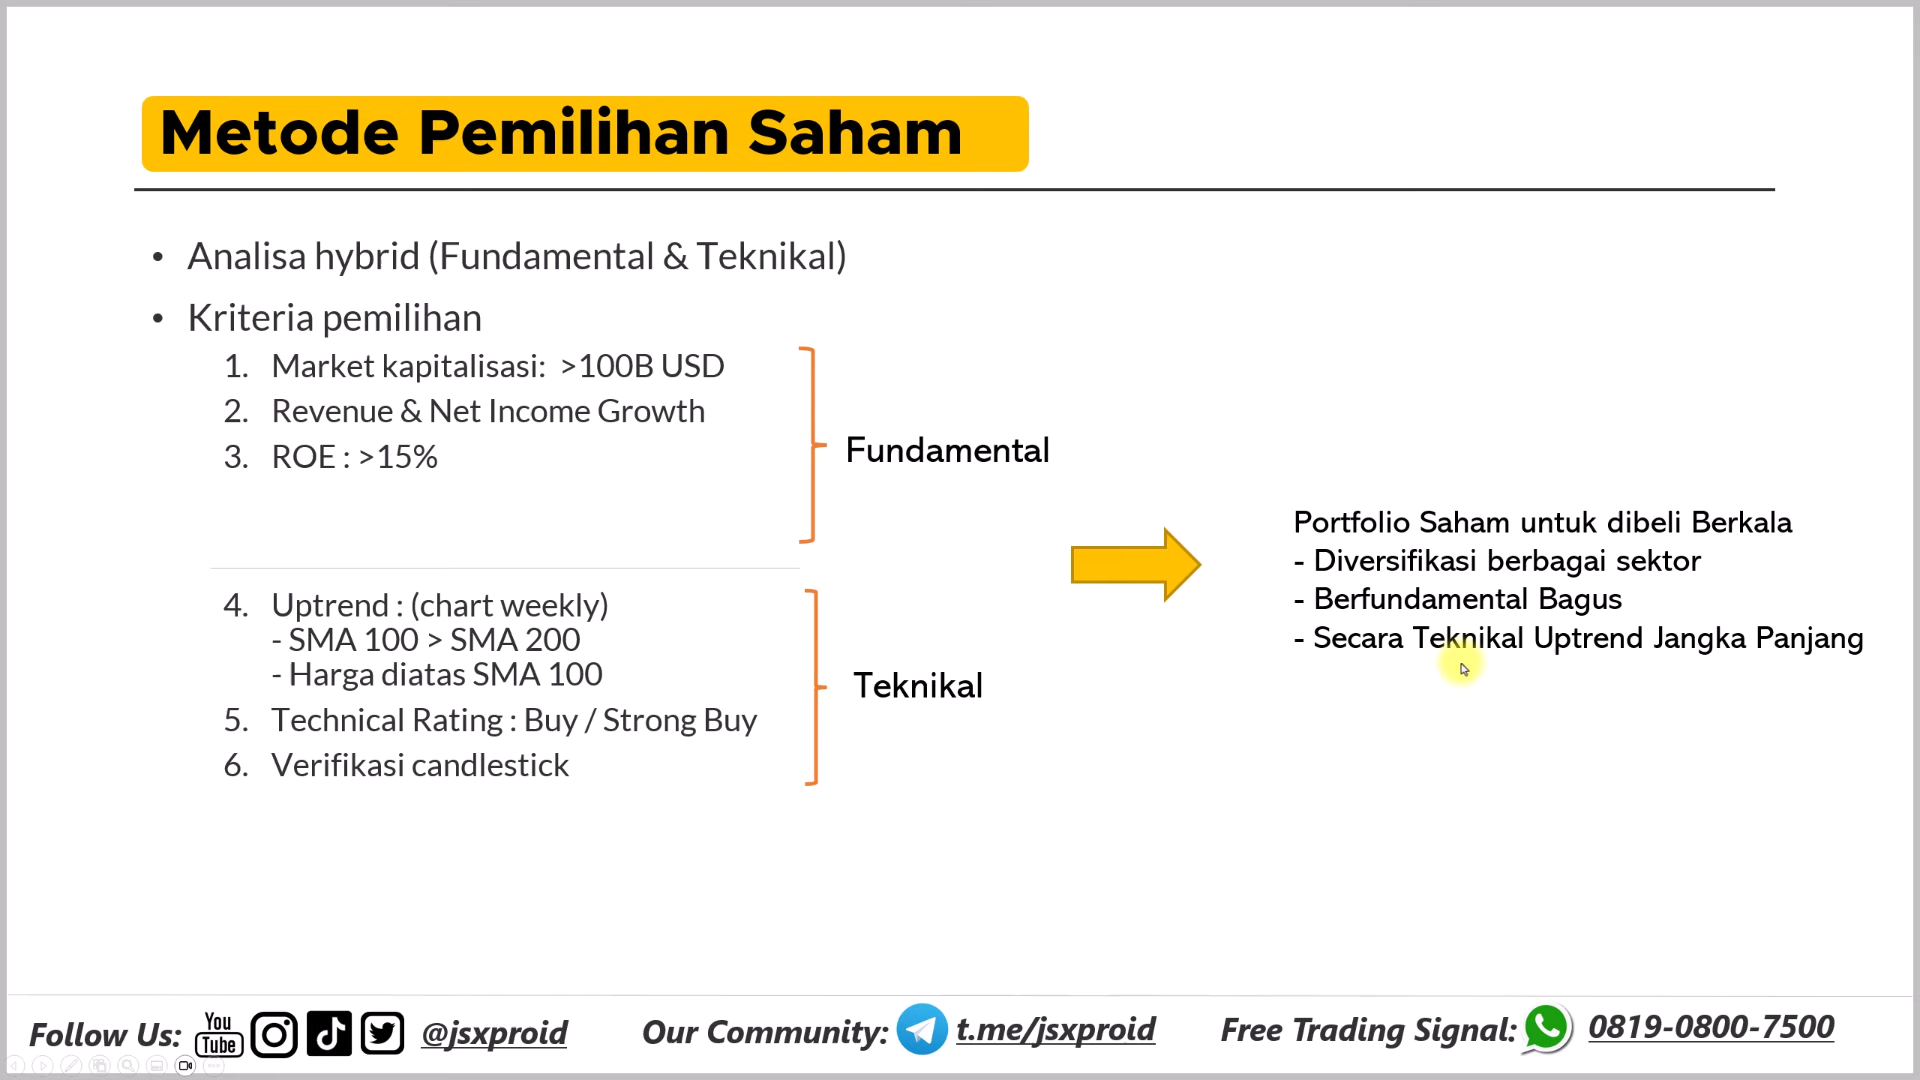 Metode Pemilihan Saham
• Analisa hybrid (Fundamental & Teknikal)
• Kriteria pemilihan
1. Market kapitalisasi: >100B USD
2. Revenue & Net Income Growth
3. ROE : >15%
Fundamental
4. Uptrend : (chart weekly)
- SMA 100 > SMA 200
- Harga diatas SMA 100
5. Technical Rating : Buy / Strong Buy
6. Verifikasi candlestick
Teknikal
Portfolio Saham untuk dibeli Berkala
- Diversifikasi berbagai sektor
- Berfundamental Bagus
- Secara Teknikal Uptrend Jangka Panjang
Follow Us: You Tube @jsxproid Our Community: t.me/jsxproid Free Trading Signal: 0819-0800-7500